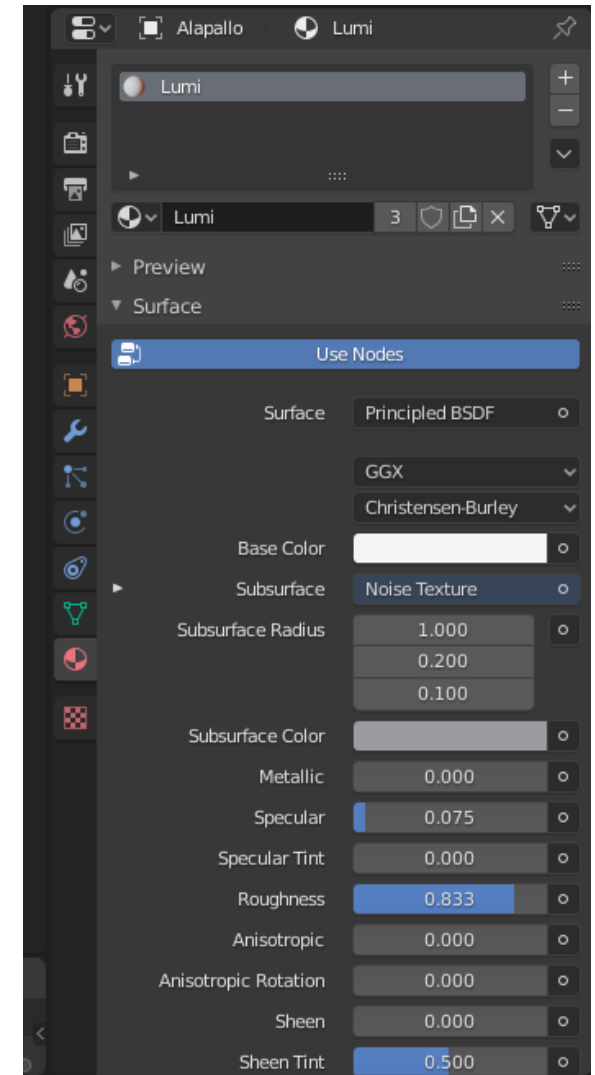 Alapallo Lumi
Lumi
Lumi 3
Preview
Surface
Use Nodes
Surface Principled BSDF
GGX
Christensen-Burley
Base Color
Subsurface Noise Texture
Subsurface Radius 1.000
0.200
0.100
Subsurface Color
Metallic 0.000
Specular 0.075
Specular Tint 0.000
Roughness 0.833
Anisotropic 0.000
Anisotropic Rotation 0.000
Sheen 0.000
Sheen Tint 0.500